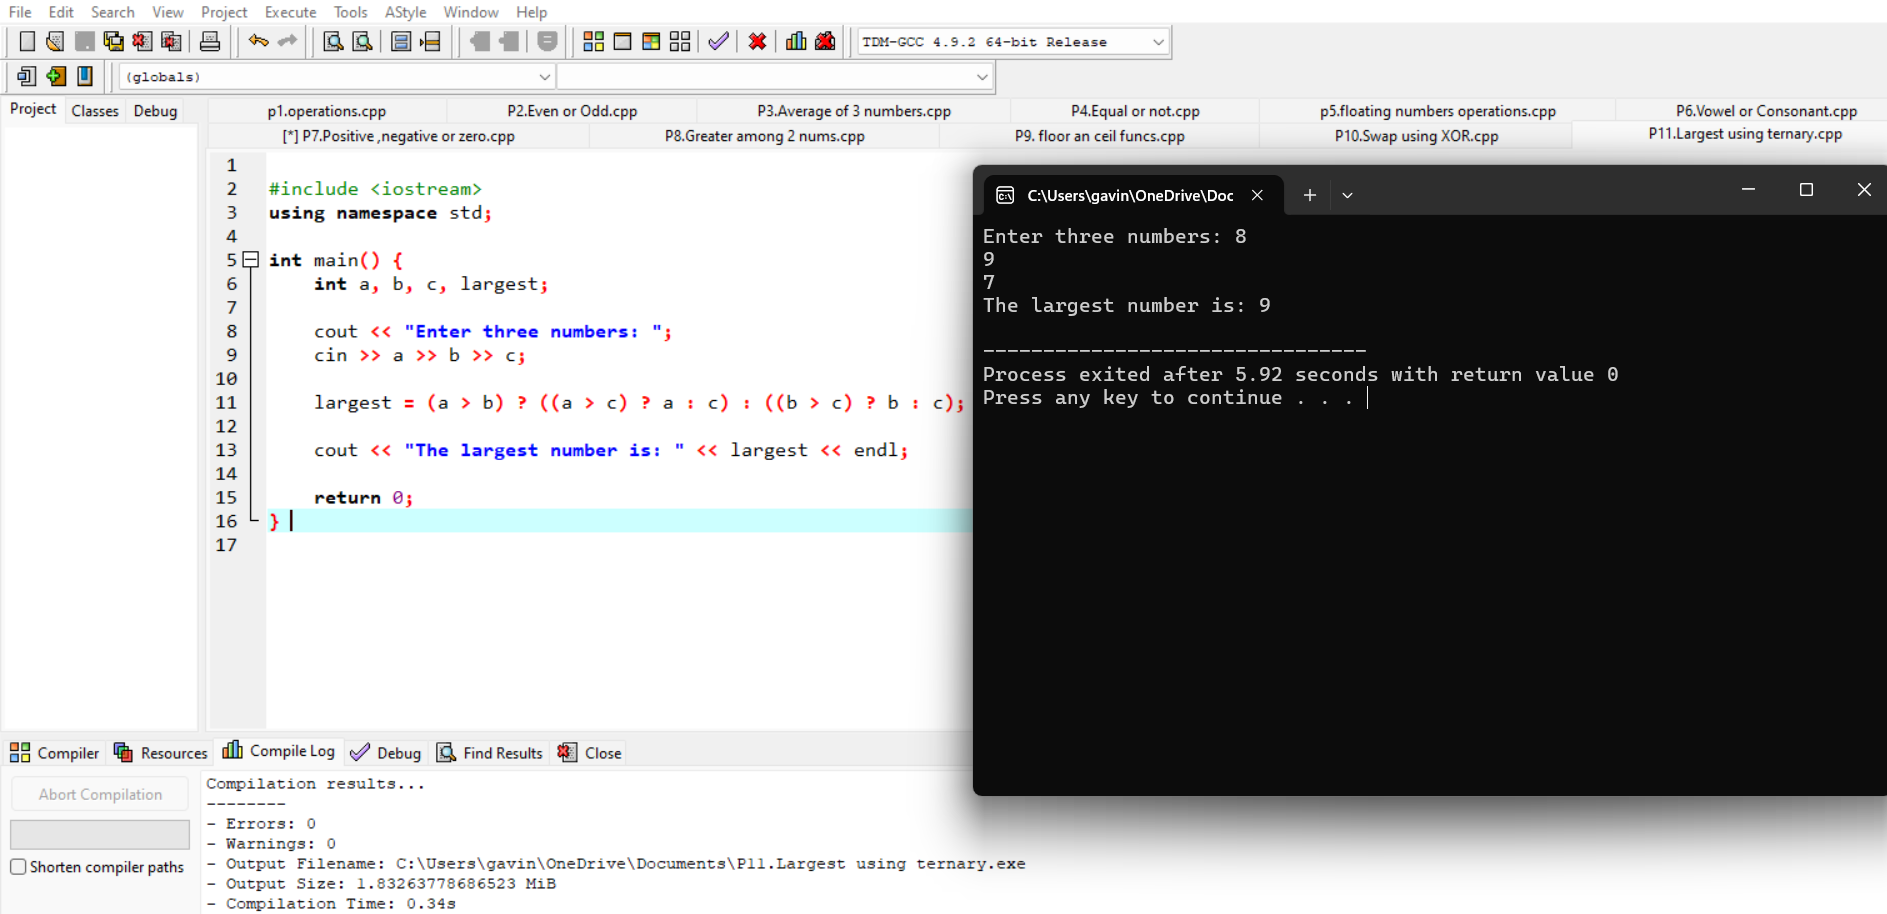 File Edit Search View Project Execute Tools AStyle Window Help
TDM-GCC 4.9.2 64-bit Release
(globals)
Project Classes Debug
p1.operations.cpp P2.Even or Odd.cpp P3.Average of 3 numbers.cpp P4.Equal or not.cpp p5.floating numbers operations.cpp P6.Vowel or Consonant.cpp
[*] P7.Positive ,negative or zero.cpp P8.Greater among 2 nums.cpp P9. floor an ceil funcs.cpp P10.Swap using XOR.cpp P11.Largest using ternary.cpp
1
2 #include <iostream>
3 using namespace std;
4
5 int main() {
6 int a, b, c, largest;
7
8 cout << "Enter three numbers: ";
9 cin >> a >> b >> c;
10
11 largest = (a > b) ? ((a > c) ? a : c) : ((b > c) ? b : c);
12
13 cout << "The largest number is: " << largest << endl;
14
15 return 0;
16 }
17
C:\Users\gavin\OneDrive\Doc
Enter three numbers: 8
9
7
The largest number is: 9
--------------------------------
Process exited after 5.92 seconds with return value 0
Press any key to continue . . .
Compiler Resources Compile Log Debug Find Results Close
Abort Compilation
Shorten compiler paths
Compilation results...
--------
- Errors: 0
- Warnings: 0
- Output Filename: C:\Users\gavin\OneDrive\Documents\P11.Largest using ternary.exe
- Output Size: 1.83263778686523 MiB
- Compilation Time: 0.34s